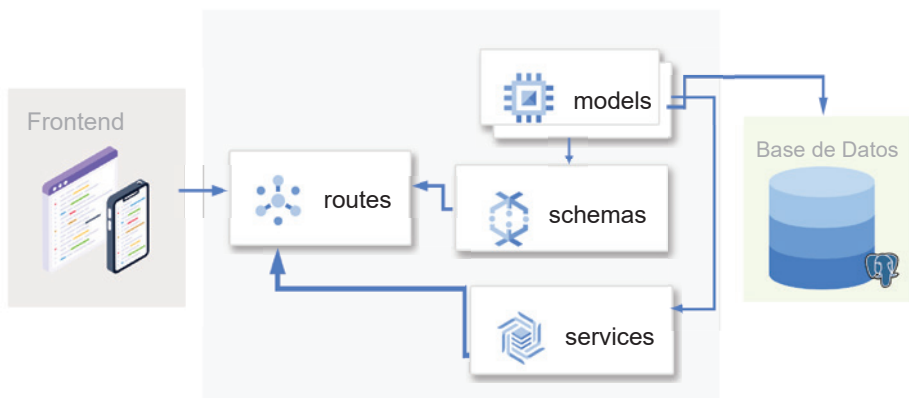 Frontend
routes
models
schemas
services
Base de Datos